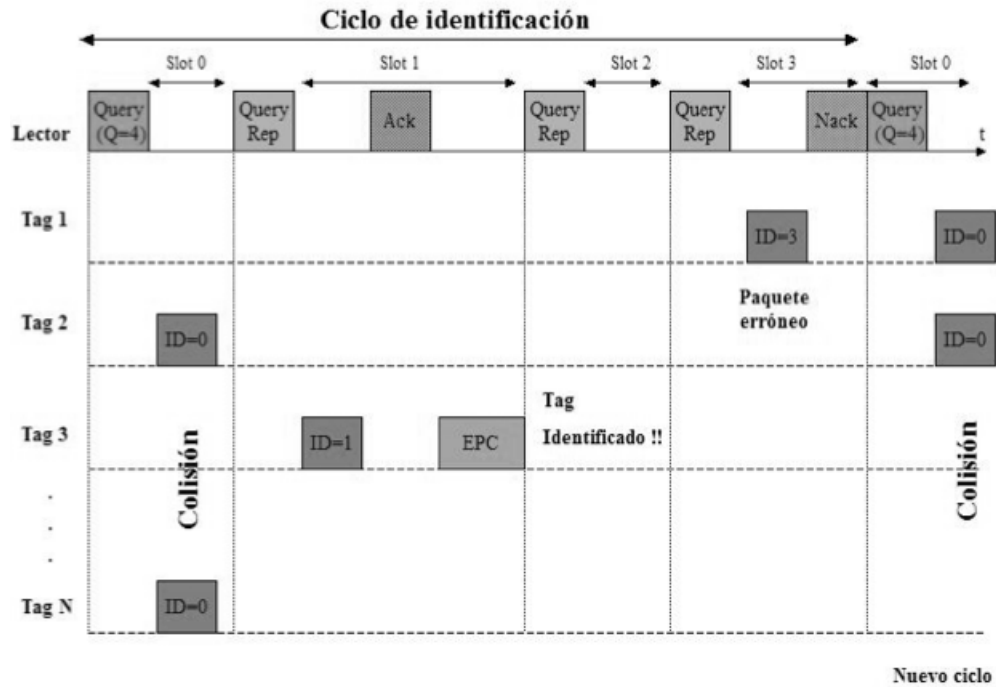 Ciclo de identificación
Slot 0
Slot 1
Slot 2
Slot 3
Slot 0
Lector
Query
(Q=4)
Query
Rep
Ack
Query
Rep
Query
Rep
Nack
Query
(Q=4)
t
Tag 1
ID=3
ID=0
Paquete
erróneo
Tag 2
ID=0
ID=0
Tag 3
ID=1
EPC
Tag
Identificado !!
Colisión
Colisión
.
.
.
Tag N
ID=0
Nuevo ciclo